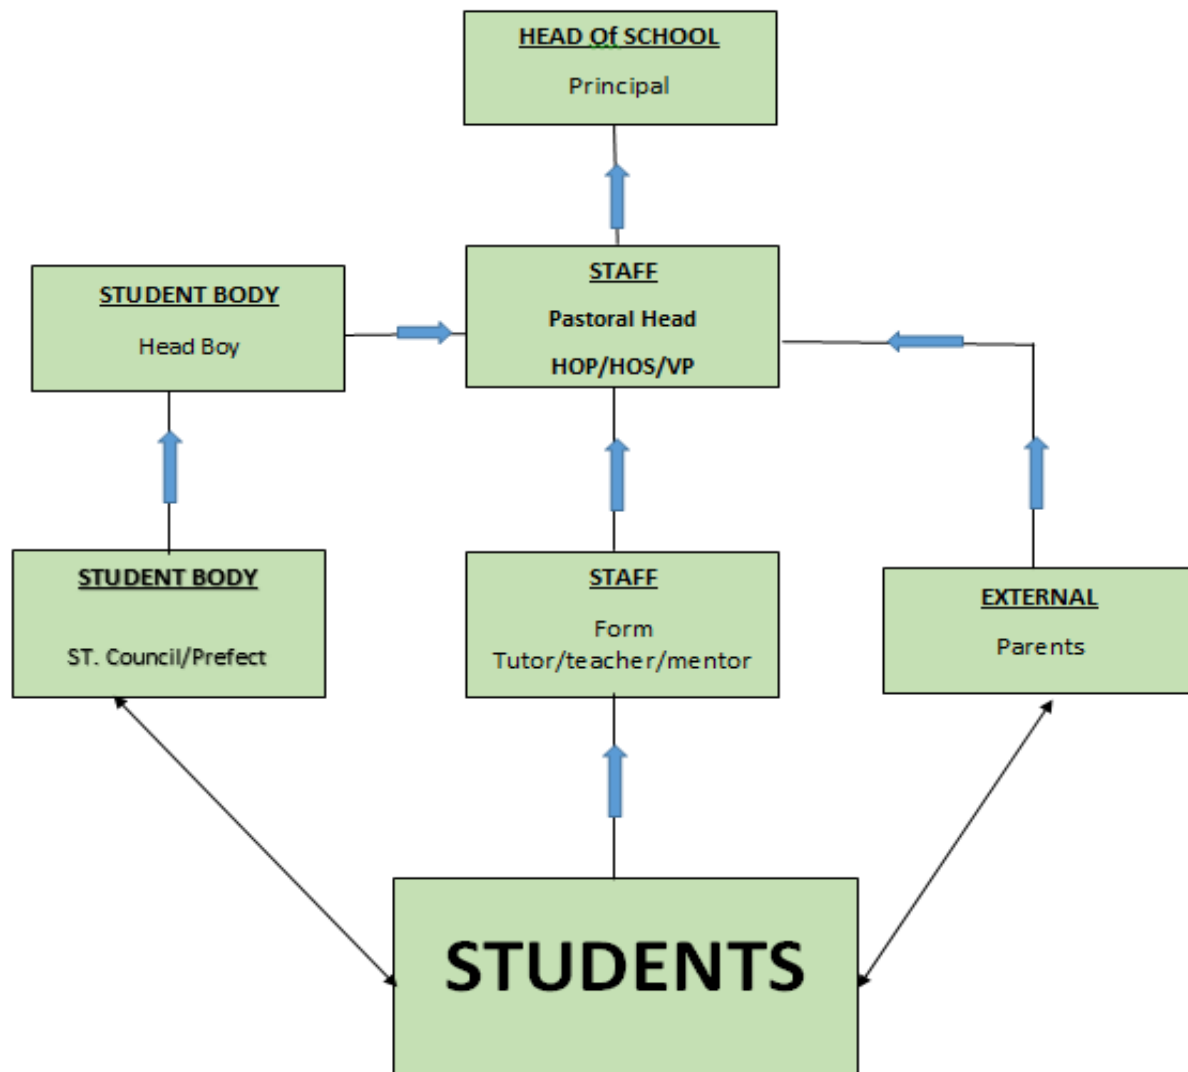 HEAD Of SCHOOL
Principal
STUDENT BODY
Head Boy
STAFF
Pastoral Head
HOP/HOS/VP
STUDENT BODY
ST. Council/Prefect
STAFF
Form
Tutor/teacher/mentor
EXTERNAL
Parents
STUDENTS